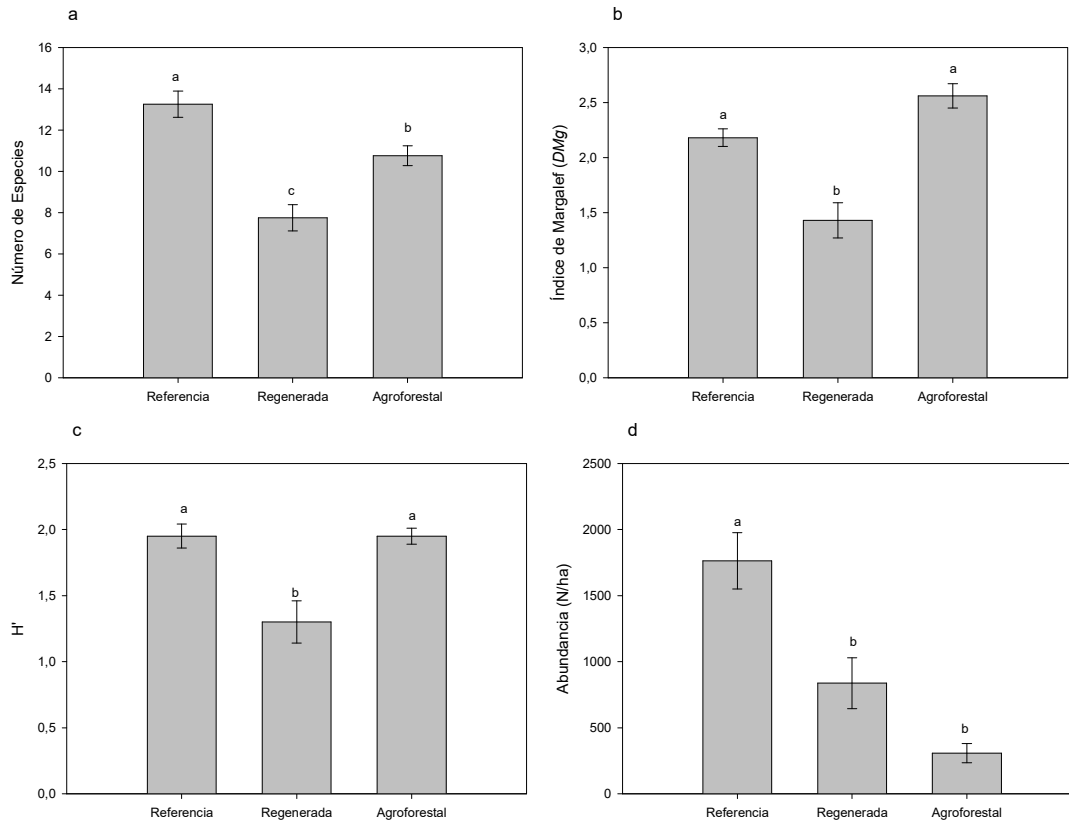 a
Número de Especies
16
14
12
10
8
6
4
2
0
a
c
b
Referencia Regenerada Agroforestal
b
Índice de Margalef (DMg)
3,0
2,5
2,0
1,5
1,0
0,5
0,0
a
b
a
Referencia Regenerada Agroforestal
c
H'
2,5
2,0
1,5
1,0
0,5
0,0
a
b
a
Referencia Regenerada Agroforestal
d
Abundancia (N/ha)
2500
2000
1500
1000
500
0
a
b
b
Referencia Regenerada Agroforestal